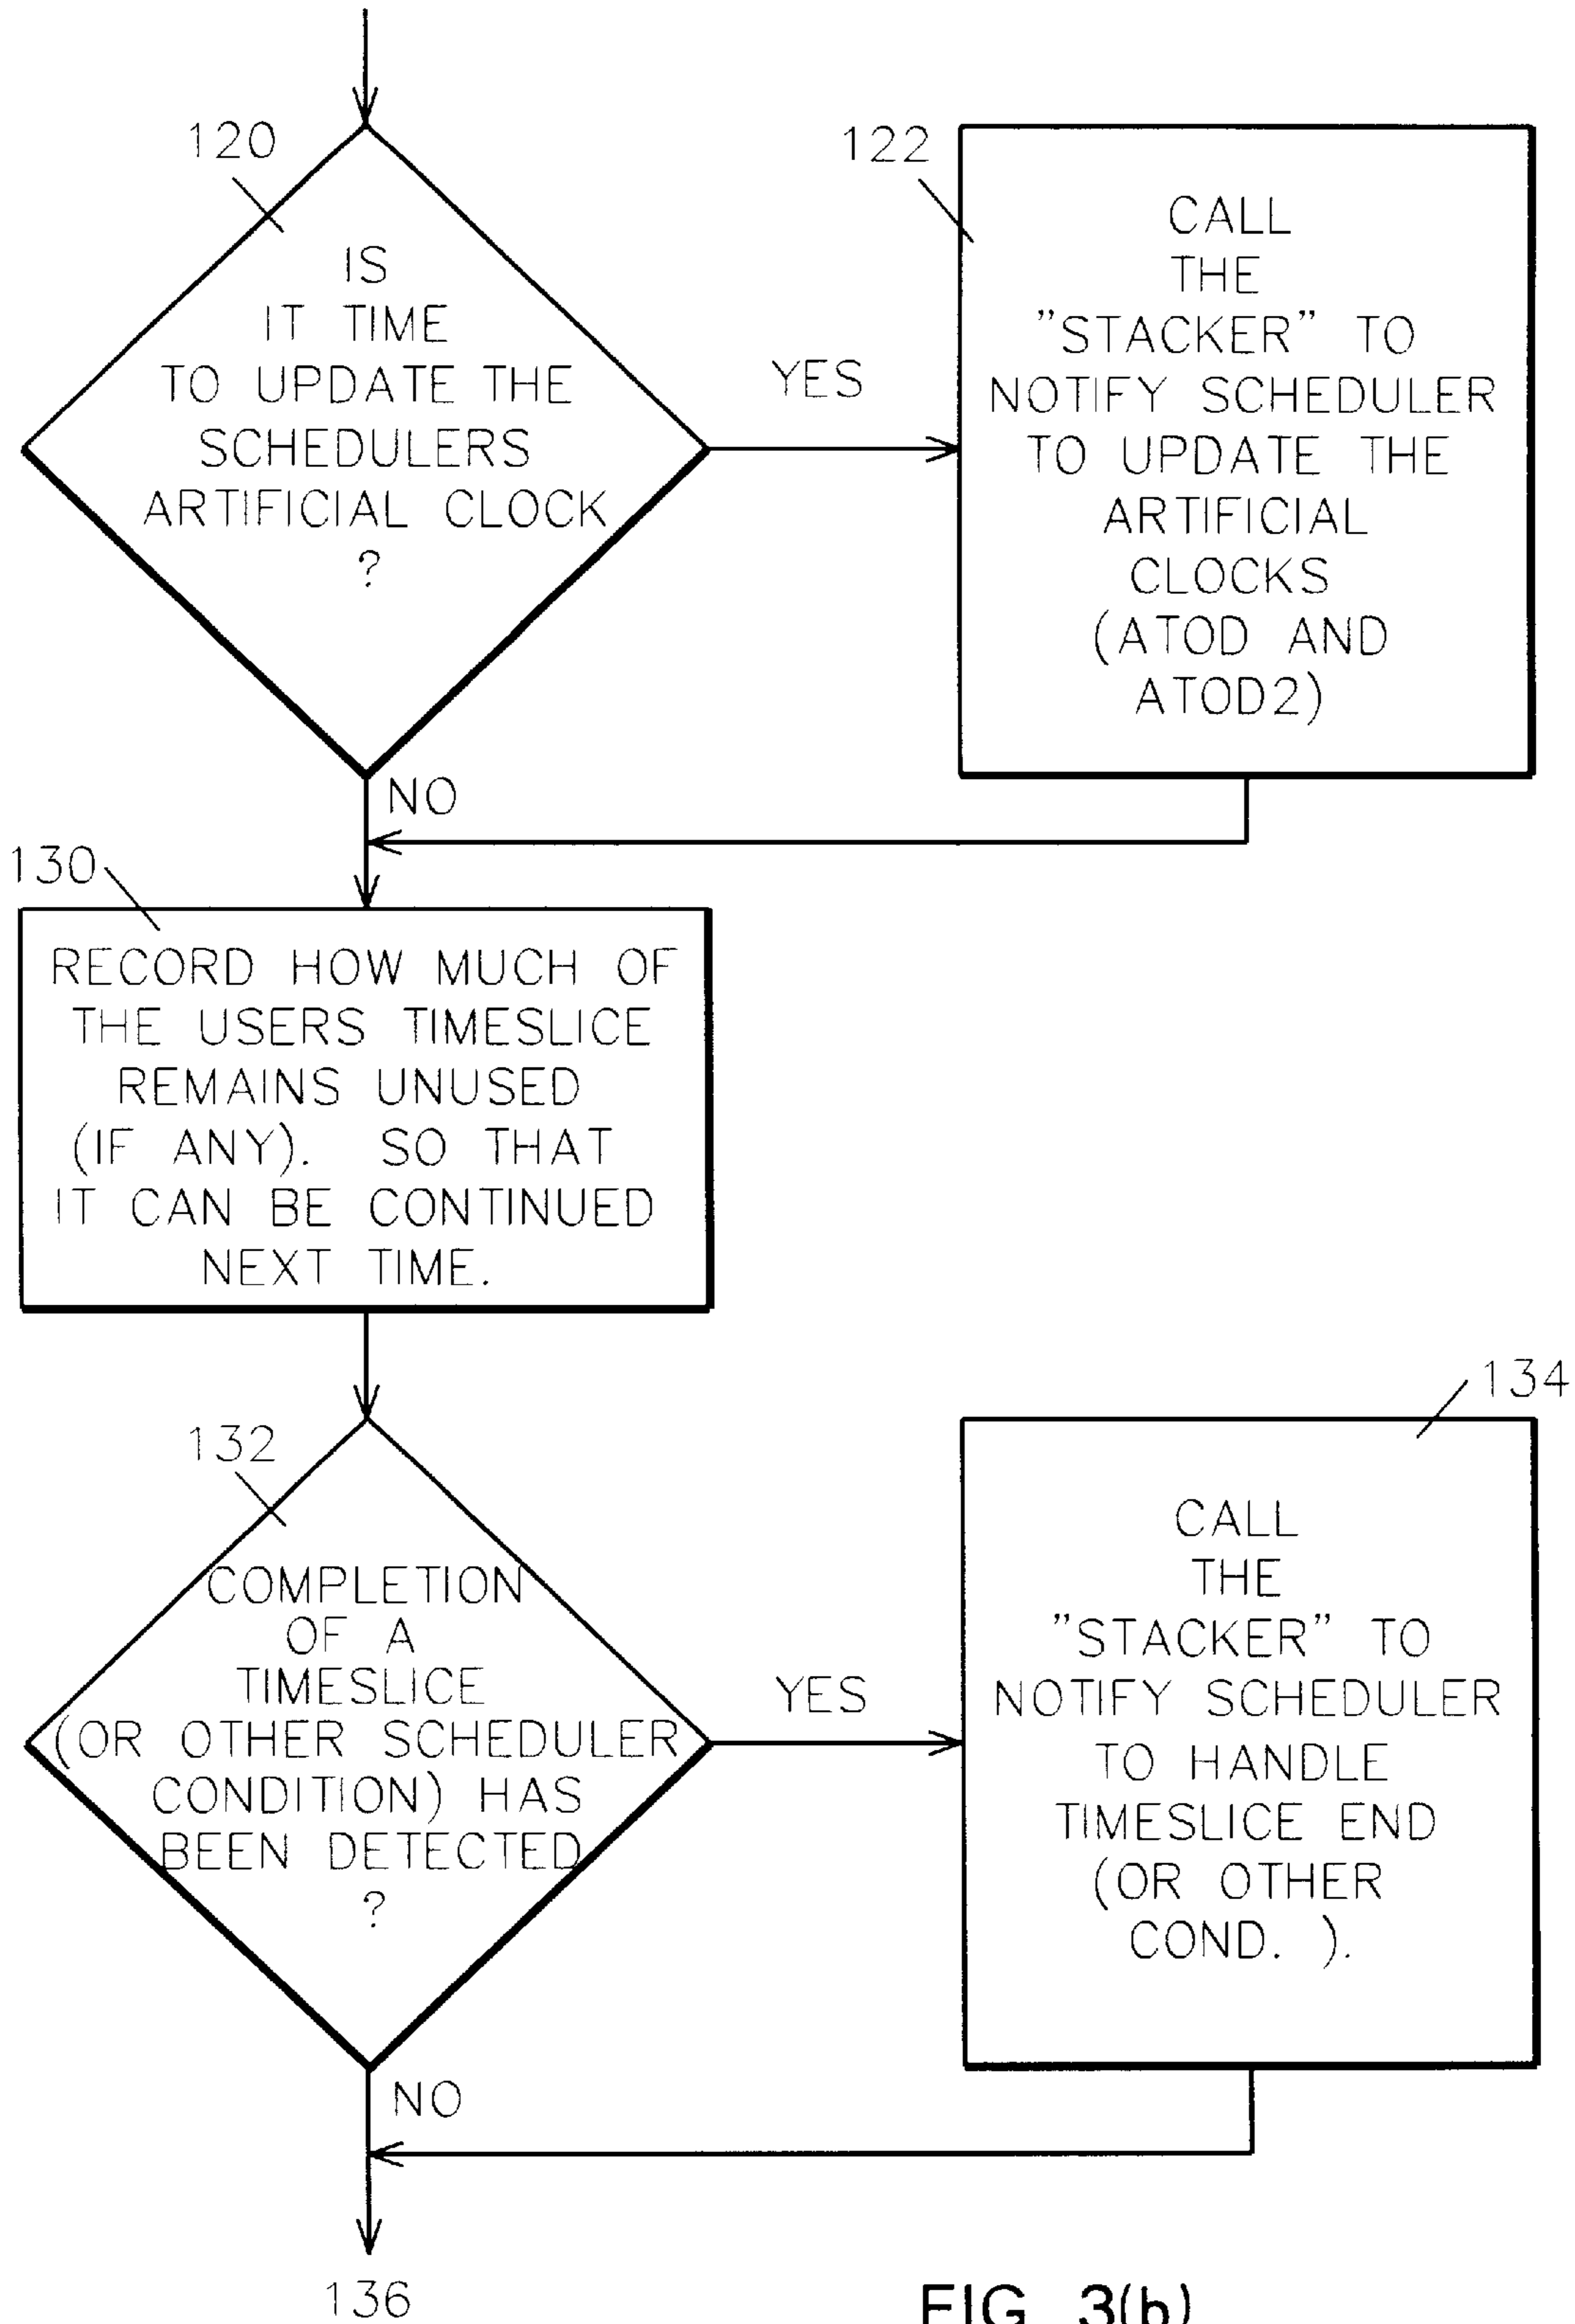 120
IS
IT TIME
TO UPDATE THE
SCHEDULERS
ARTIFICIAL CLOCK
?
YES
122
CALL
THE
"STACKER" TO
NOTIFY SCHEDULER
TO UPDATE THE
ARTIFICIAL
CLOCKS
(ATOD AND
ATOD2)
NO
130
RECORD HOW MUCH OF
THE USERS TIMESLICE
REMAINS UNUSED
(IF ANY). SO THAT
IT CAN BE CONTINUED
NEXT TIME.
132
COMPLETION
OF A
TIMESLICE
(OR OTHER SCHEDULER
CONDITION) HAS
BEEN DETECTED
?
YES
134
CALL
THE
"STACKER" TO
NOTIFY SCHEDULER
TO HANDLE
TIMESLICE END
(OR OTHER
COND. ).
NO
136
FIG. 3(b)